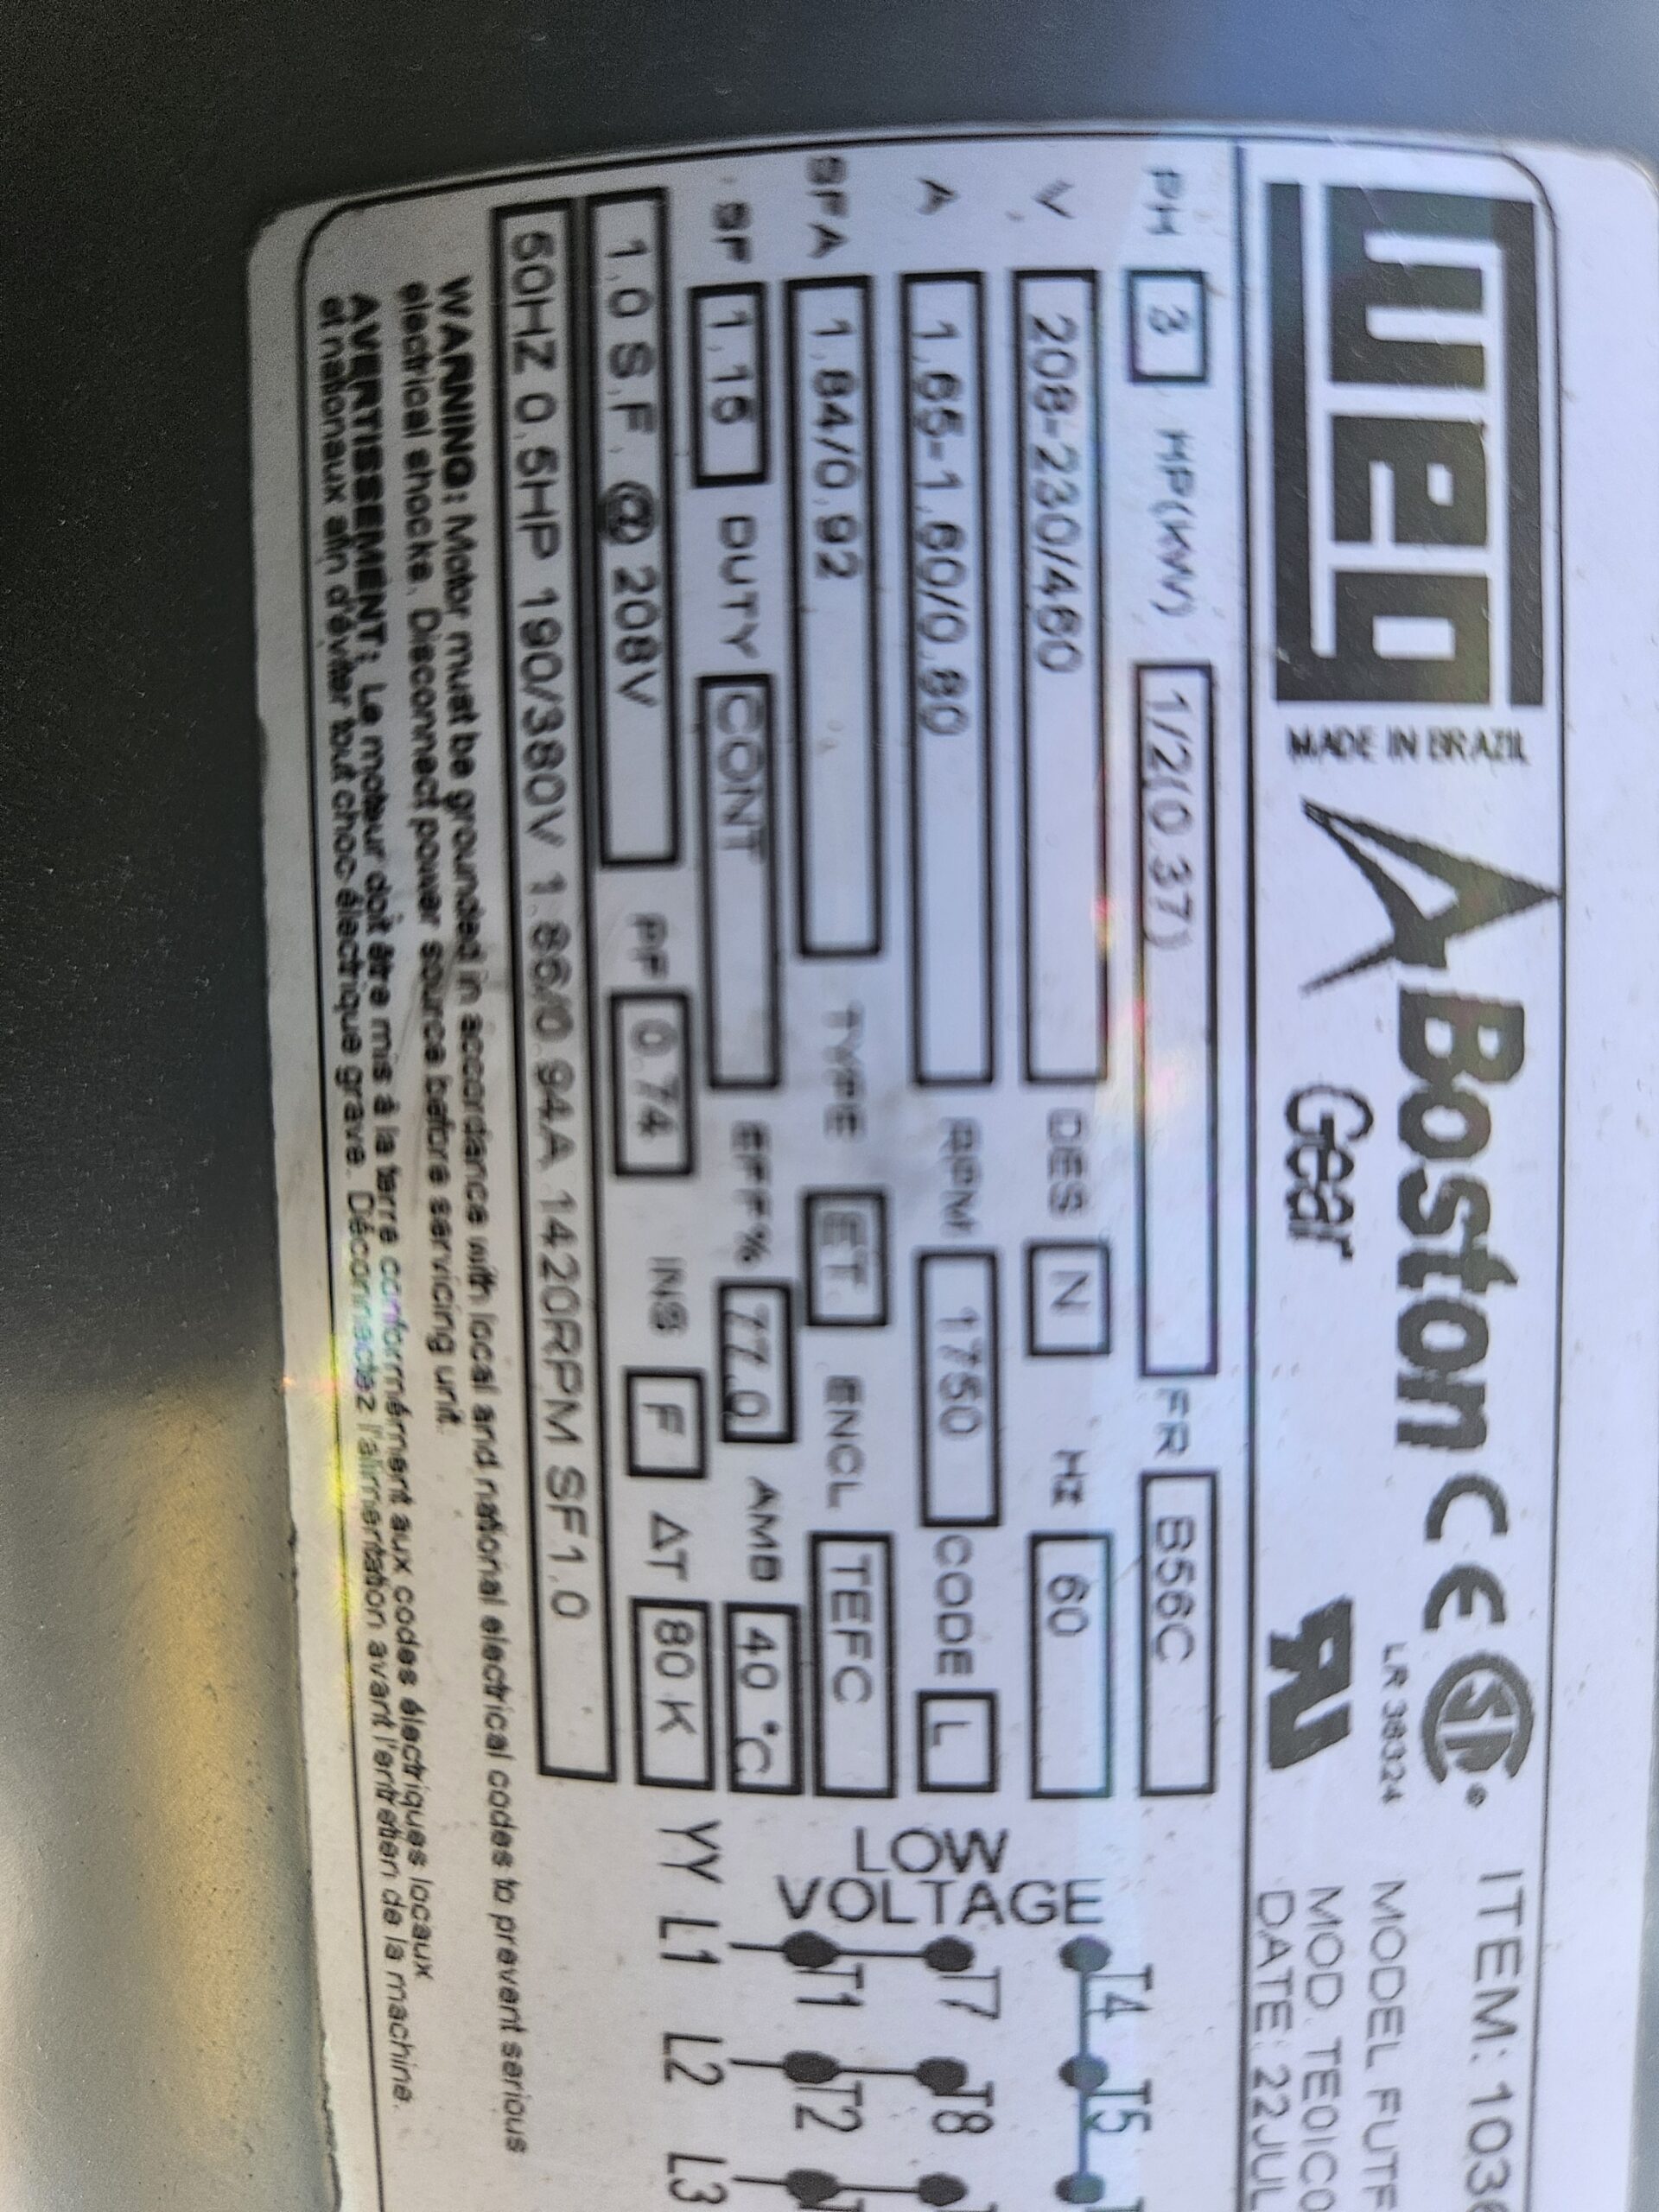 WEG
MADE IN BRAZIL
Boston
Gear
CE
LR 38324
ITEM: 103
MODEL FUTF
MOD. TE0IC0
DATE: 22JUL
PH 3 HP(KW) 1/2(0.37) FR B56C
V 208-230/460 DES N Hz 60
A 1.65-1.60/0.80 RPM 1750 CODE L
SFA 1.84/0.92 TYPE ET ENCL TEFC
SF 1.15 DUTY CONT EFF% 77.0 AMB 40°C
1.0 S.F. @ 208V PF 0.74 INS F ΔT 80 K
50HZ 0.5HP 190/380V 1.86/0.94A 1420RPM SF1.0
WARNING: Motor must be grounded in accordance with local and national electrical codes to prevent serious
electrical shocks. Disconnect power source before servicing unit.
AVERTISSEMENT: Le moteur doit être mis à la terre conformément aux codes électriques locaux
et nationaux afin d'éviter tout choc électrique grave. Déconnectez l'alimentation avant l'entretien de la machine.
LOW
VOLTAGE
T4 T5
T7 T8
T1 T2
YY L1 L2 L3